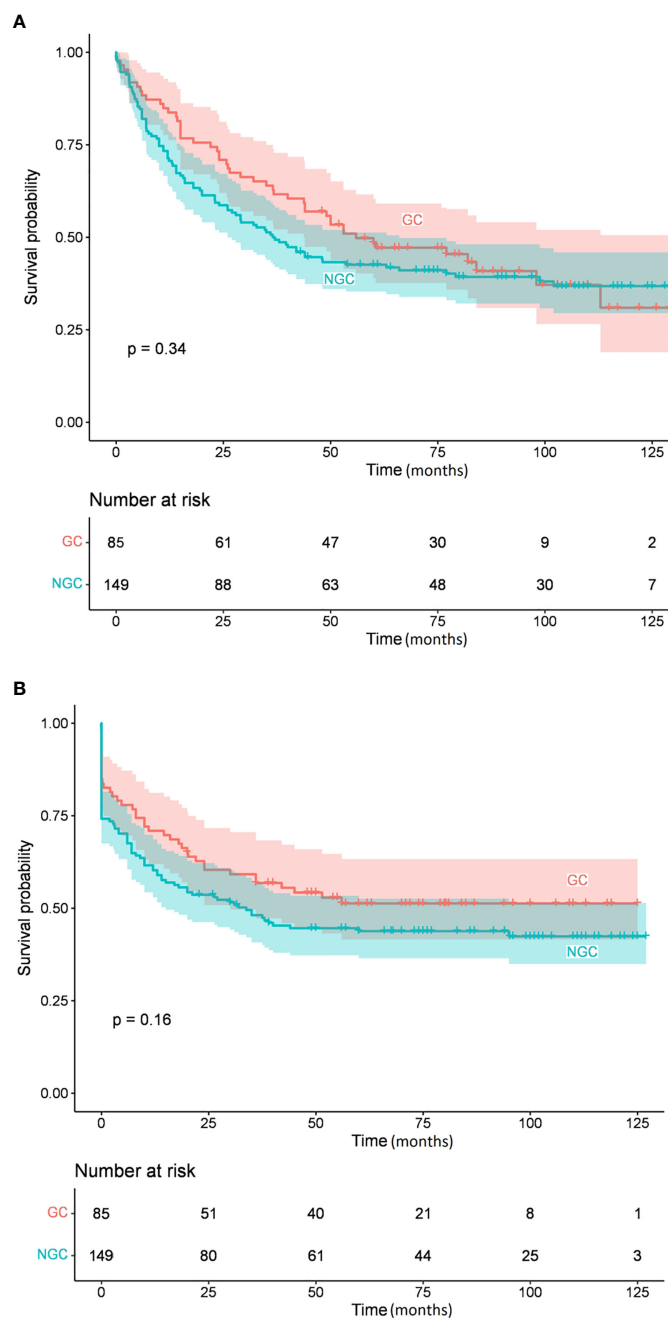 A
1.00
0.75
0.50
0.25
0.00
Survival probability
GC
NGC
p = 0.34
0 25 50 75 100 125
Time (months)
Number at risk
GC 85 61 47 30 9 2
NGC 149 88 63 48 30 7
0 25 50 75 100 125
Time (months)
B
1.00
0.75
0.50
0.25
0.00
Survival probability
GC
NGC
p = 0.16
0 25 50 75 100 125
Time (months)
Number at risk
GC 85 51 40 21 8 1
NGC 149 80 61 44 25 3
0 25 50 75 100 125
Time (months)